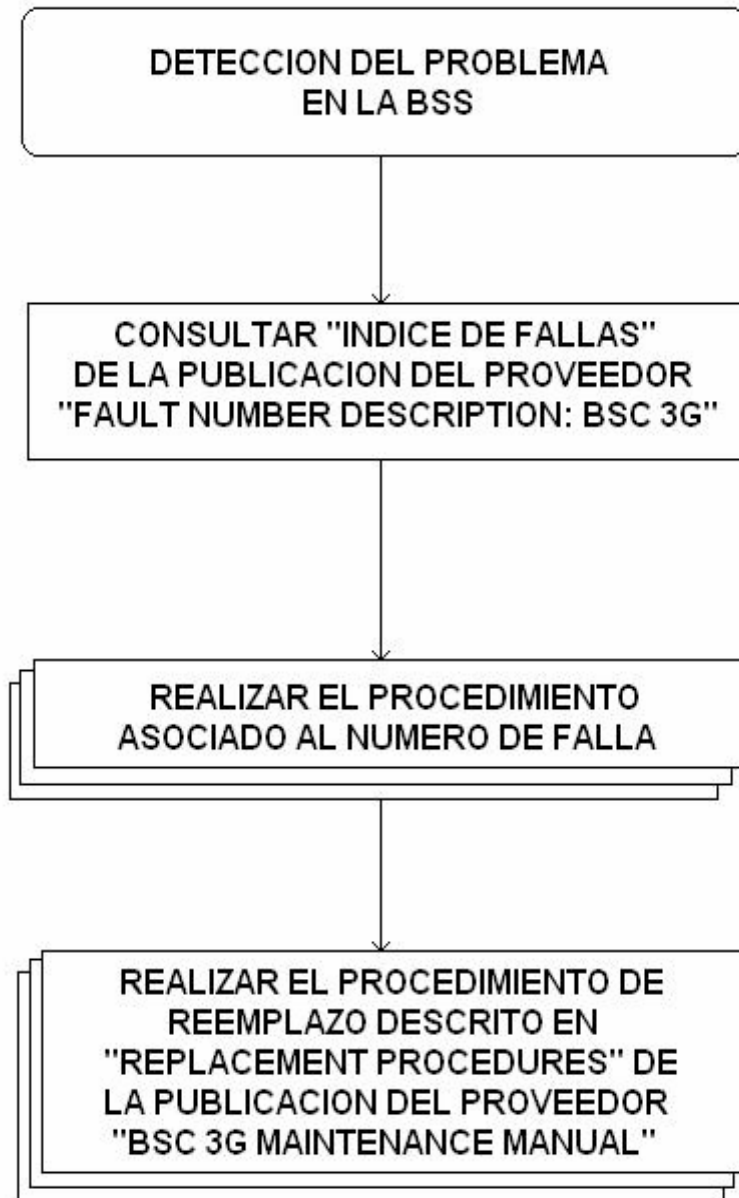 DETECCION DEL PROBLEMA
EN LA BSS
CONSULTAR "INDICE DE FALLAS"
DE LA PUBLICACION DEL PROVEEDOR
"FAULT NUMBER DESCRIPTION: BSC 3G"
REALIZAR EL PROCEDIMIENTO
ASOCIADO AL NUMERO DE FALLA
REALIZAR EL PROCEDIMIENTO DE
REEMPLAZO DESCRITO EN
"REPLACEMENT PROCEDURES" DE
LA PUBLICACION DEL PROVEEDOR
"BSC 3G MAINTENANCE MANUAL"